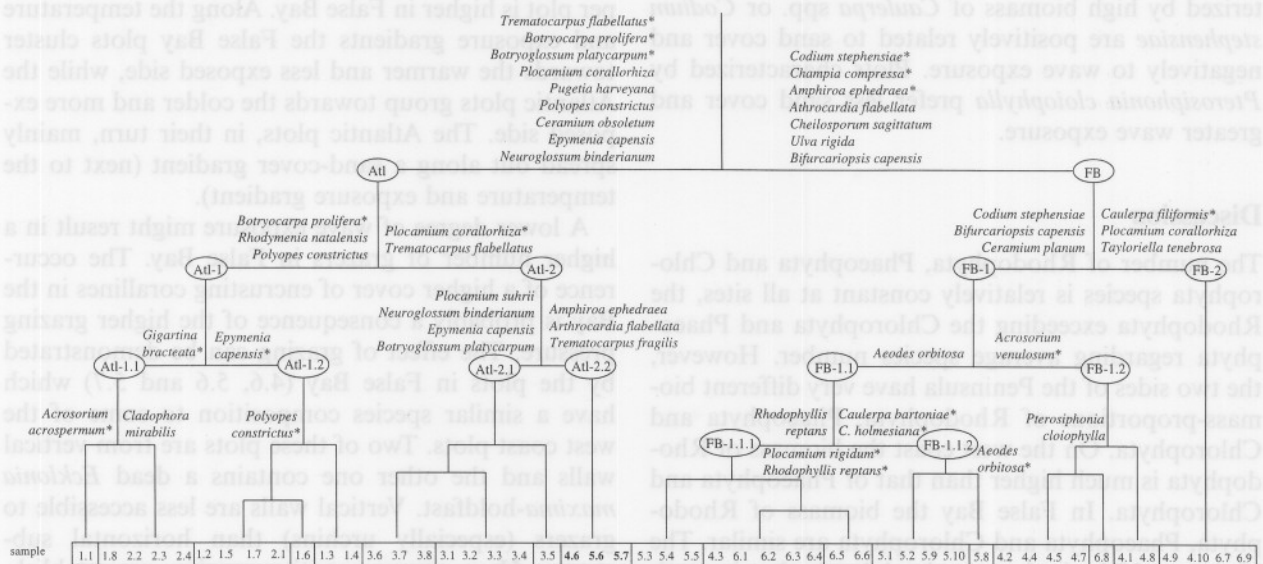 Trematocarpus flabellatus*
Botryocarpa prolifera*
Botryoglossum platycarpum*
Plocamium corallorhiza
Pugetia harveyana
Polyopes constrictus
Ceramium obsoletum
Epymenia capensis
Neuroglossum binderianum
Codium stephensiae*
Champia compressa*
Amphiroa ephedraea*
Athrocardia flabellata
Cheilosporum sagittatum
Ulva rigida
Bifurcariopsis capensis
Atl
FB
Botryocarpa prolifera*
Rhodymenia natalensis
Polyopes constrictus
Plocamium corallorhiza*
Trematocarpus flabellatus
Codium stephensiae
Bifurcariopsis capensis
Ceramium planum
Caulerpa filiformis*
Plocamium corallorhiza
Tayloriella tenebrosa
Atl-1
Atl-2
FB-1
FB-2
Gigartina
bracteata*
Epymenia
capensis*
Plocamium suhrii
Neuroglossum binderianum
Epymenia capensis
Botryoglossum platycarpum
Amphiroa ephedraea
Arthrocardia flabellata
Trematocarpus fragilis
Aeodes orbitosa
Acrosorium
venulosum*
Atl-1.1
Atl-1.2
Atl-2.1
Atl-2.2
FB-1.1
FB-1.2
Acrosorium
acrospermum*
Cladophora
mirabilis
Polyopes
constrictus*
Rhodophyllis
reptans
Caulerpa bartoniae*
C. holmesiana*
Pterosiphonia
cloiophylla
FB-1.1.1
Plocamium rigidum*
Rhodophyllis reptans*
FB-1.1.2
Aeodes
orbitosa*
sample 1.1 1.8 2.2 2.3 2.4 1.2 1.5 1.7 2.1 1.6 1.3 1.4 3.6 3.7 3.8 3.1 3.2 3.3 3.4 3.5 4.6 5.6 5.7 5.3 5.4 5.5 4.3 6.1 6.2 6.3 6.4 6.5 6.6 5.1 5.2 5.9 5.10 5.8 4.2 4.5 4.7 6.8 4.1 4.8 4.9 4.10 6.7 6.9